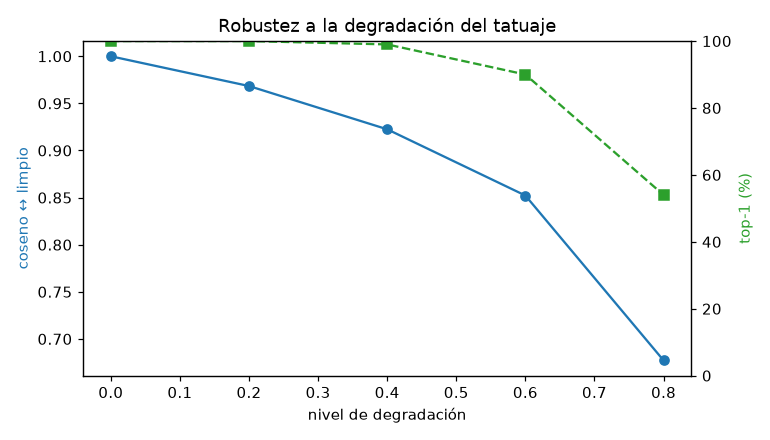 Robustez a la degradación del tatuaje
coseno ↔ limpio
1.00
0.95
0.90
0.85
0.80
0.75
0.70
100
80
60
40
20
0
top-1 (%)
0.0 0.1 0.2 0.3 0.4 0.5 0.6 0.7 0.8
nivel de degradación